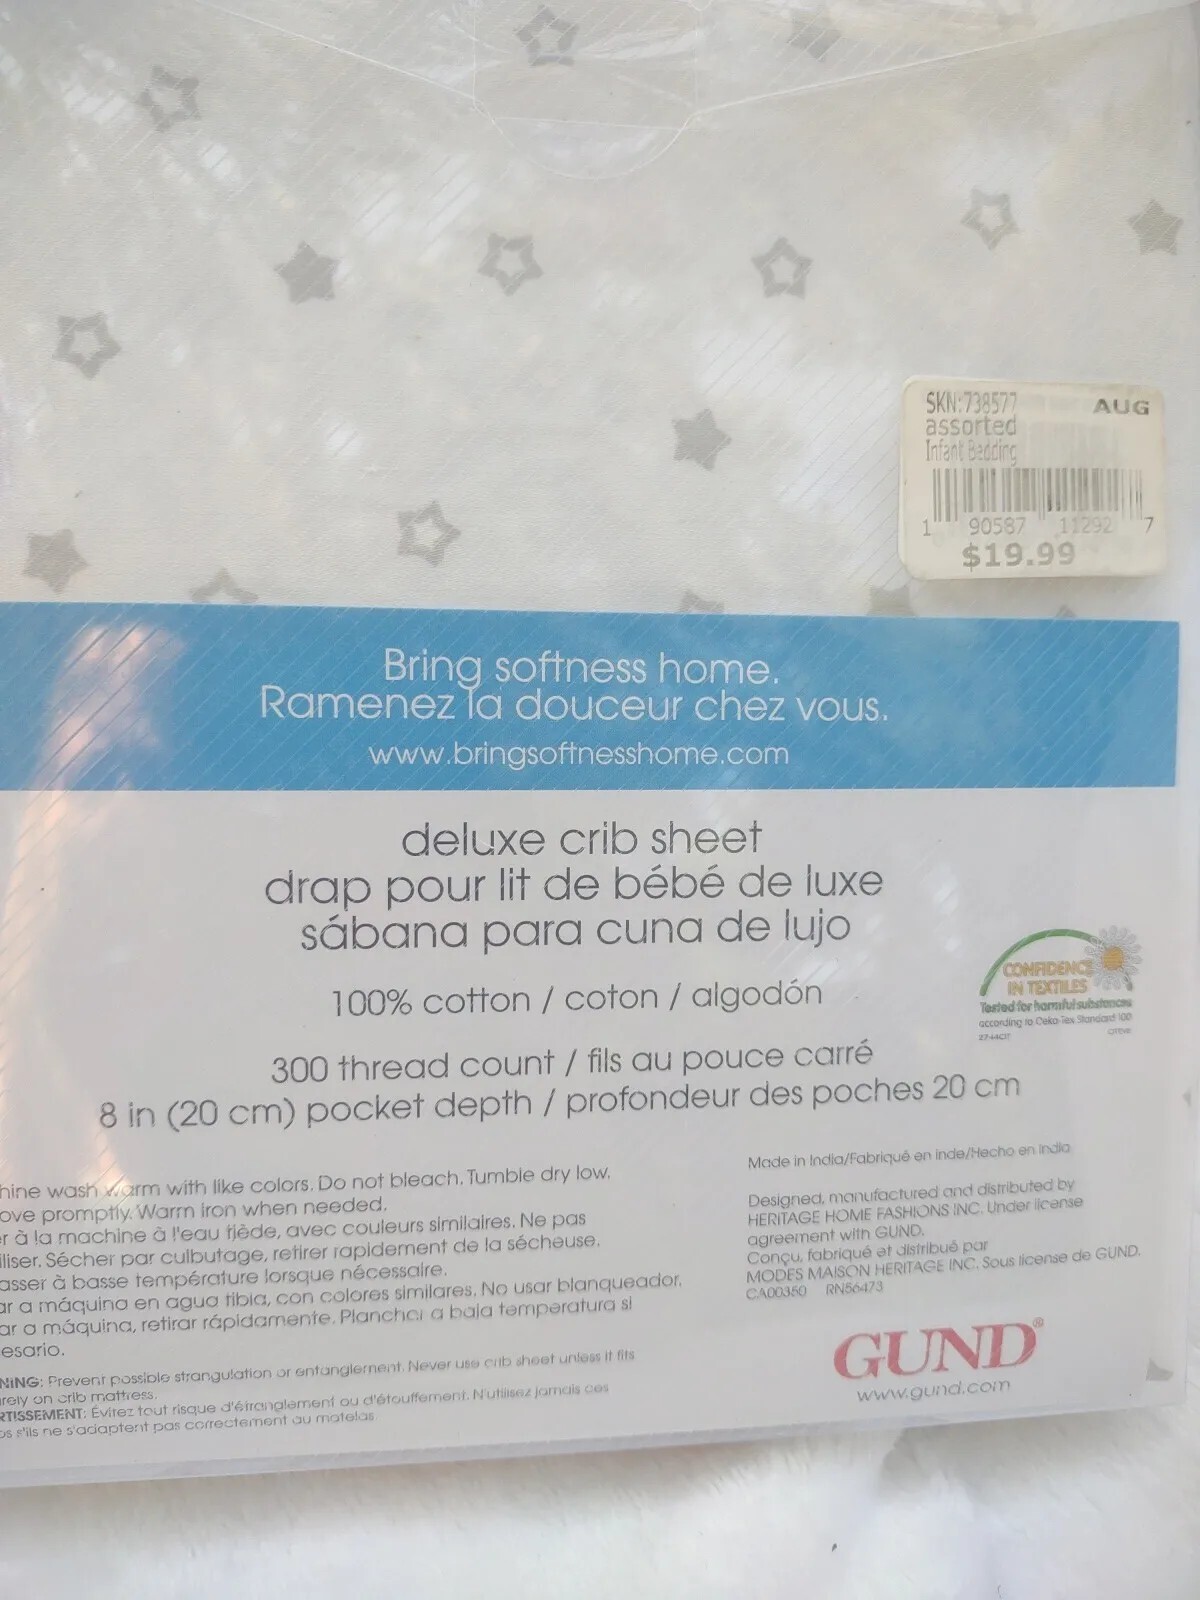 SKN:738577 AUG
assorted
Infant Bedding
1 90587 11292 7
$19.99
Bring softness home.
Ramenez la douceur chez vous.
www.bringsoftnesshome.com
deluxe crib sheet
drap pour lit de bébé de luxe
sábana para cuna de lujo
100% cotton / coton / algodón
300 thread count / fils au pouce carré
8 in (20 cm) pocket depth / profondeur des poches 20 cm
CONFIDENCE
IN TEXTILES
Tested for harmful substances
according to Oeko-Tex Standard 100
hine wash warm with like colors. Do not bleach. Tumble dry low.
ove promptly. Warm iron when needed.
r à la machine à l'eau tiède, avec couleurs similaires. Ne pas
iliser. Sécher par culbutage, retirer rapidement de la sécheuse.
asser à basse température lorsque nécessaire.
ar a máquina en agua tibia, con colores similares. No usar blanqueador.
ar a máquina, retirar rápidamente. Planchar a baja temperatura si
esario.
NING: Prevent possible strangulation or entanglement. Never use crib sheet unless it fits
rely on crib mattress.
RTISSEMENT: Évitez tout risque d'étranglement ou d'étouffement. N'utilisez jamais ces
ps s'ils ne s'adaptent pas correctement au matelas.
Made in India/Fabriqué en inde/Hecho en India
Designed, manufactured and distributed by
HERITAGE HOME FASHIONS INC. Under license
agreement with GUND.
Conçu, fabriqué et distribué par
MODES MAISON HERITAGE INC. Sous license de GUND.
CA00350 RN56473
GUND®
www.gund.com